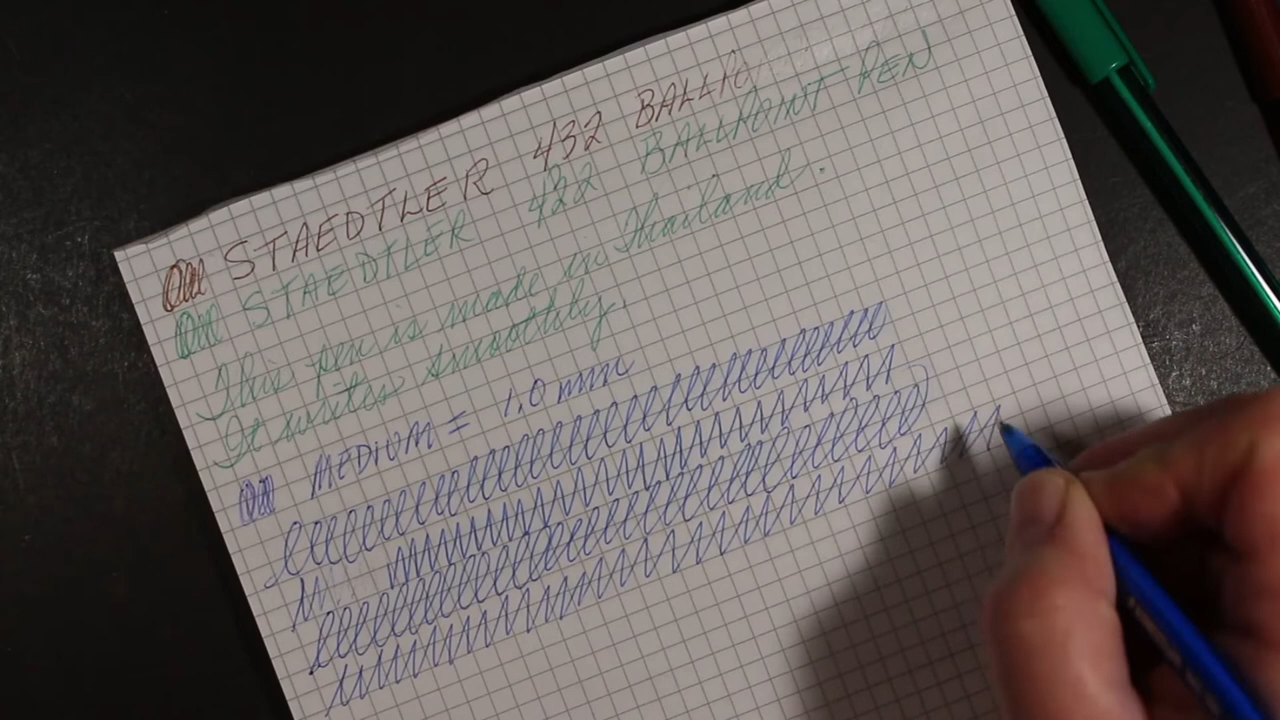 STAEDTLER 432 BALLPO
STAEDTLER 432 BALLPOINT PEN
This pen is made in Thailand.
It writes smoothly
MEDIUM = 1.0 mm